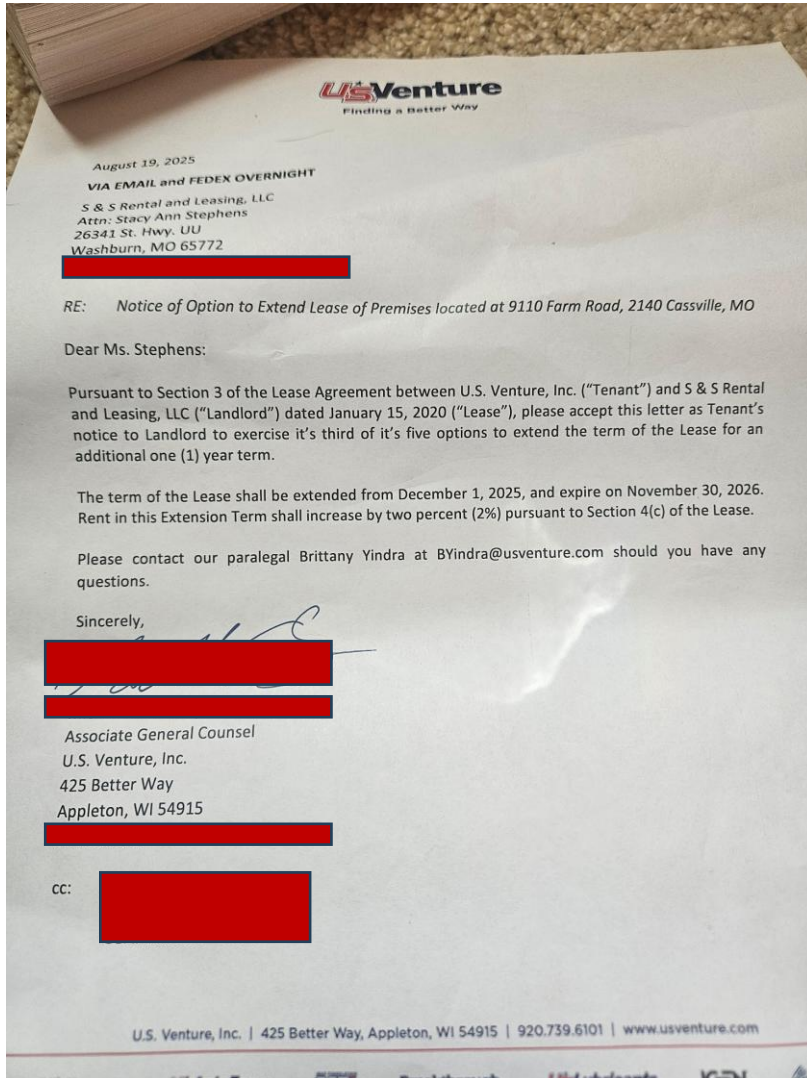 U.S. Venture
Finding a Better Way
August 19, 2025
VIA EMAIL and FEDEX OVERNIGHT
S & S Rental and Leasing, LLC
Attn: Stacy Ann Stephens
26341 St. Hwy. UU
Washburn, MO 65772
RE: Notice of Option to Extend Lease of Premises located at 9110 Farm Road, 2140 Cassville, MO
Dear Ms. Stephens:
Pursuant to Section 3 of the Lease Agreement between U.S. Venture, Inc. (“Tenant”) and S & S Rental
and Leasing, LLC (“Landlord”) dated January 15, 2020 (“Lease”), please accept this letter as Tenant’s
notice to Landlord to exercise it’s third of it’s five options to extend the term of the Lease for an
additional one (1) year term.
The term of the Lease shall be extended from December 1, 2025, and expire on November 30, 2026.
Rent in this Extension Term shall increase by two percent (2%) pursuant to Section 4(c) of the Lease.
Please contact our paralegal Brittany Yindra at BYindra@usventure.com should you have any
questions.
Sincerely,
Associate General Counsel
U.S. Venture, Inc.
425 Better Way
Appleton, WI 54915
cc:
U.S. Venture, Inc. | 425 Better Way, Appleton, WI 54915 | 920.739.6101 | www.usventure.com